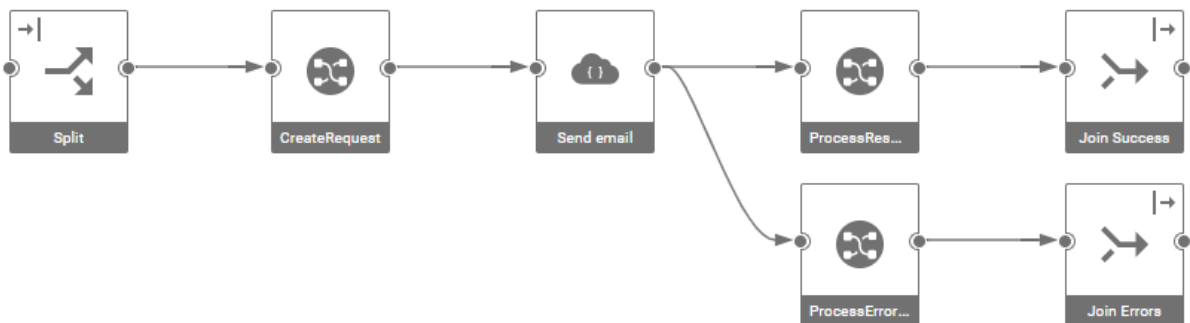 Split
CreateRequest
{ }
Send email
ProcessRes...
Join Success
ProcessError...
Join Errors